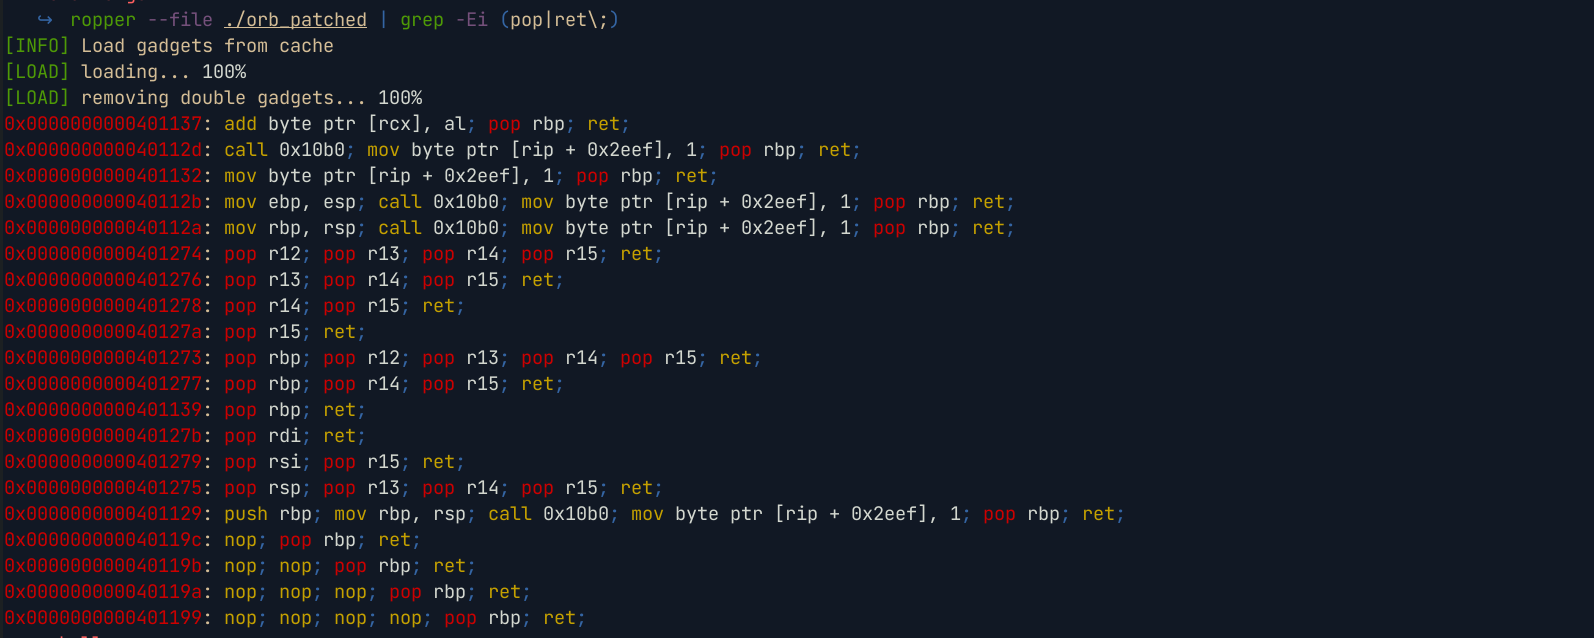 ↪ ropper --file ./orb_patched | grep -Ei (pop|ret\;)
[INFO] Load gadgets from cache
[LOAD] loading... 100%
[LOAD] removing double gadgets... 100%
0x0000000000401137: add byte ptr [rcx], al; pop rbp; ret;
0x000000000040112d: call 0x10b0; mov byte ptr [rip + 0x2eef], 1; pop rbp; ret;
0x0000000000401132: mov byte ptr [rip + 0x2eef], 1; pop rbp; ret;
0x000000000040112b: mov ebp, esp; call 0x10b0; mov byte ptr [rip + 0x2eef], 1; pop rbp; ret;
0x000000000040112a: mov rbp, rsp; call 0x10b0; mov byte ptr [rip + 0x2eef], 1; pop rbp; ret;
0x0000000000401274: pop r12; pop r13; pop r14; pop r15; ret;
0x0000000000401276: pop r13; pop r14; pop r15; ret;
0x0000000000401278: pop r14; pop r15; ret;
0x000000000040127a: pop r15; ret;
0x0000000000401273: pop rbp; pop r12; pop r13; pop r14; pop r15; ret;
0x0000000000401277: pop rbp; pop r14; pop r15; ret;
0x0000000000401139: pop rbp; ret;
0x000000000040127b: pop rdi; ret;
0x0000000000401279: pop rsi; pop r15; ret;
0x0000000000401275: pop rsp; pop r13; pop r14; pop r15; ret;
0x0000000000401129: push rbp; mov rbp, rsp; call 0x10b0; mov byte ptr [rip + 0x2eef], 1; pop rbp; ret;
0x000000000040119c: nop; pop rbp; ret;
0x000000000040119b: nop; nop; pop rbp; ret;
0x000000000040119a: nop; nop; nop; pop rbp; ret;
0x0000000000401199: nop; nop; nop; nop; pop rbp; ret;